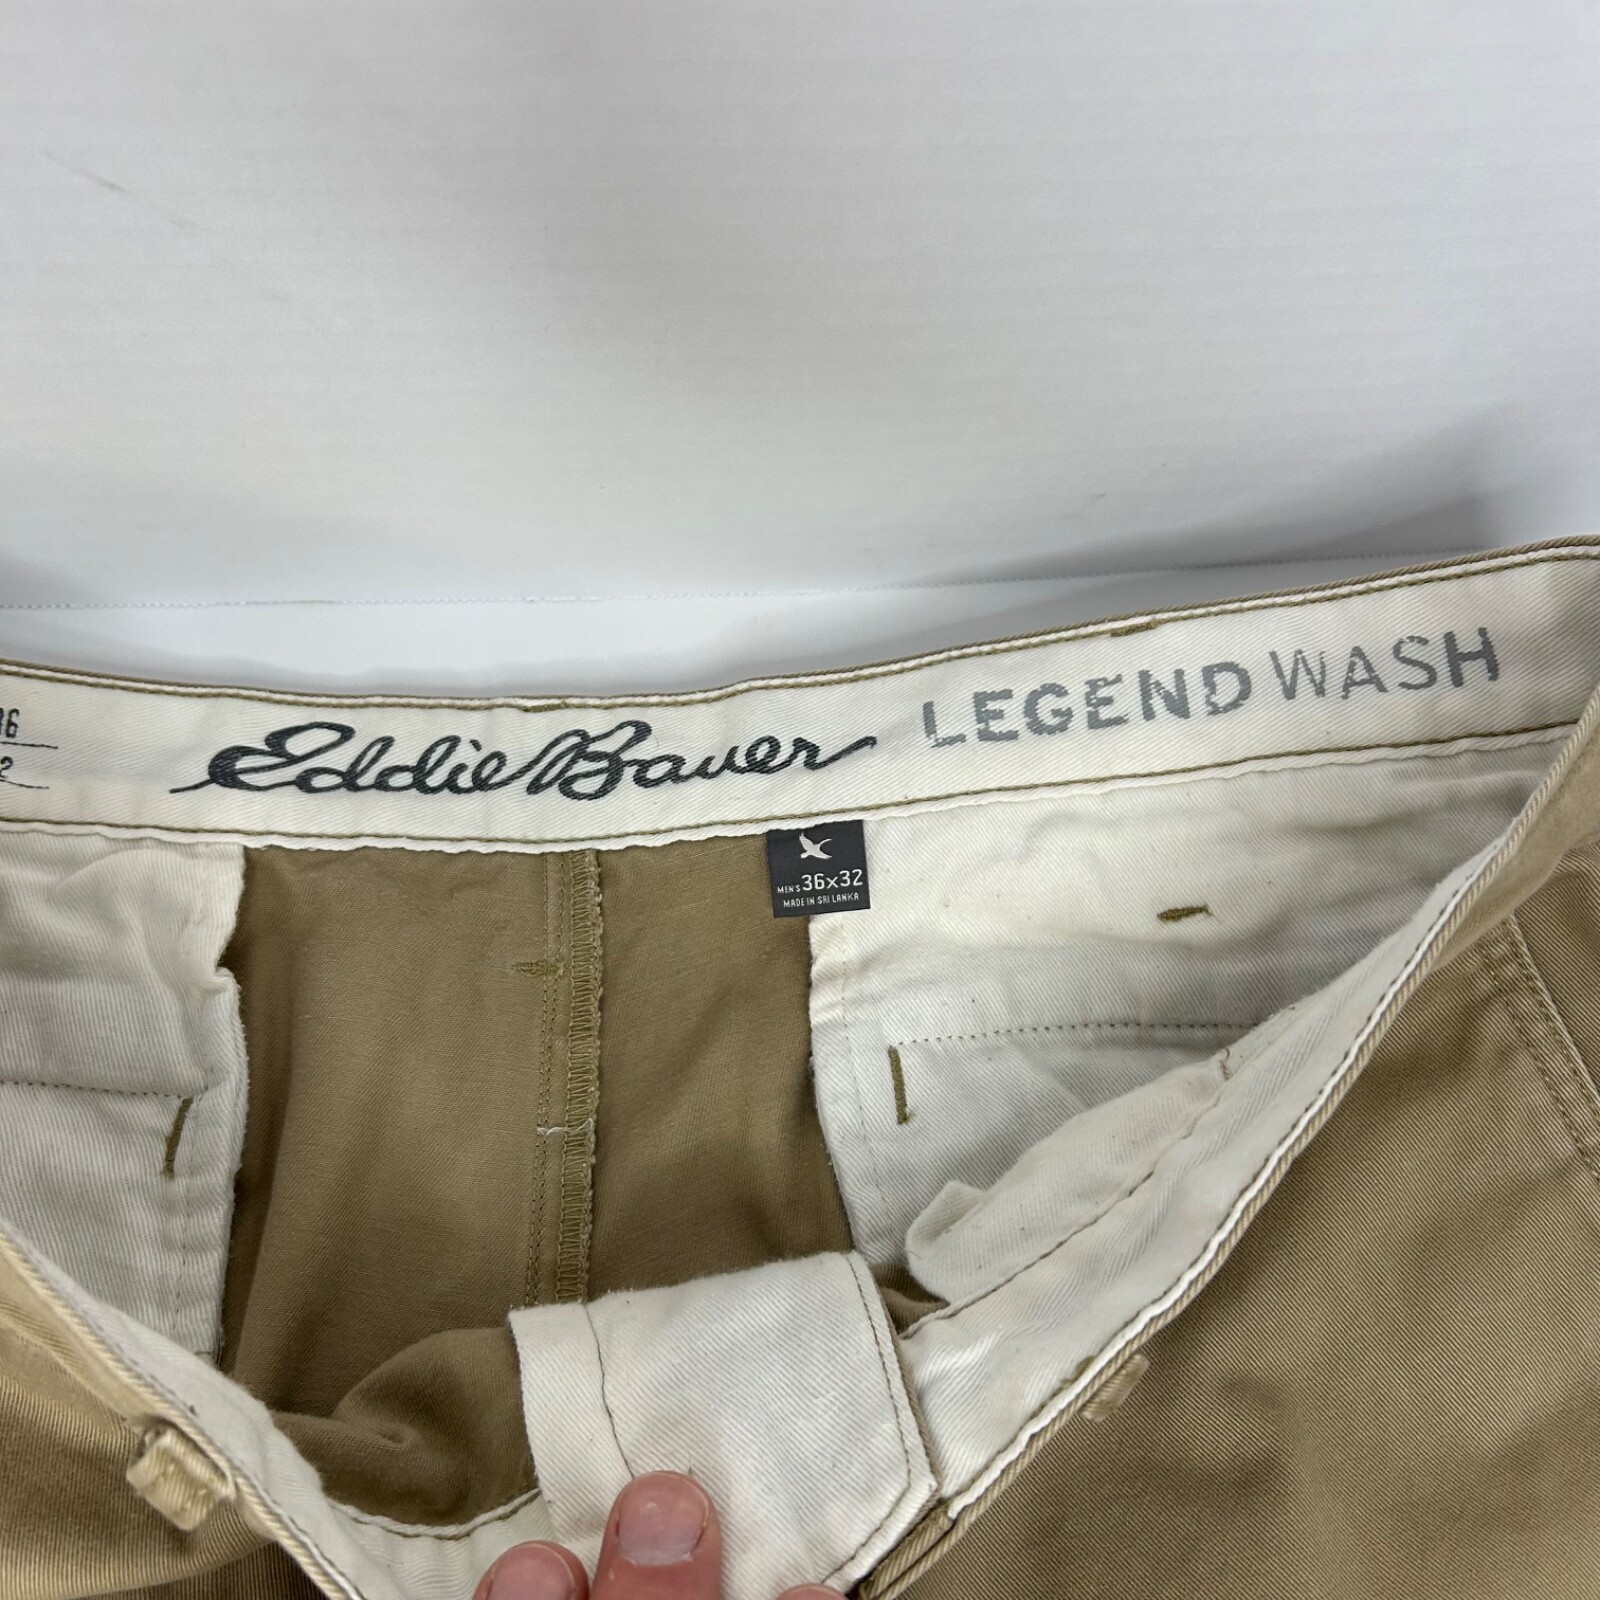 Eddie Bauer LEGEND WASH
MEN'S 36x32
MADE IN SRI LANKA